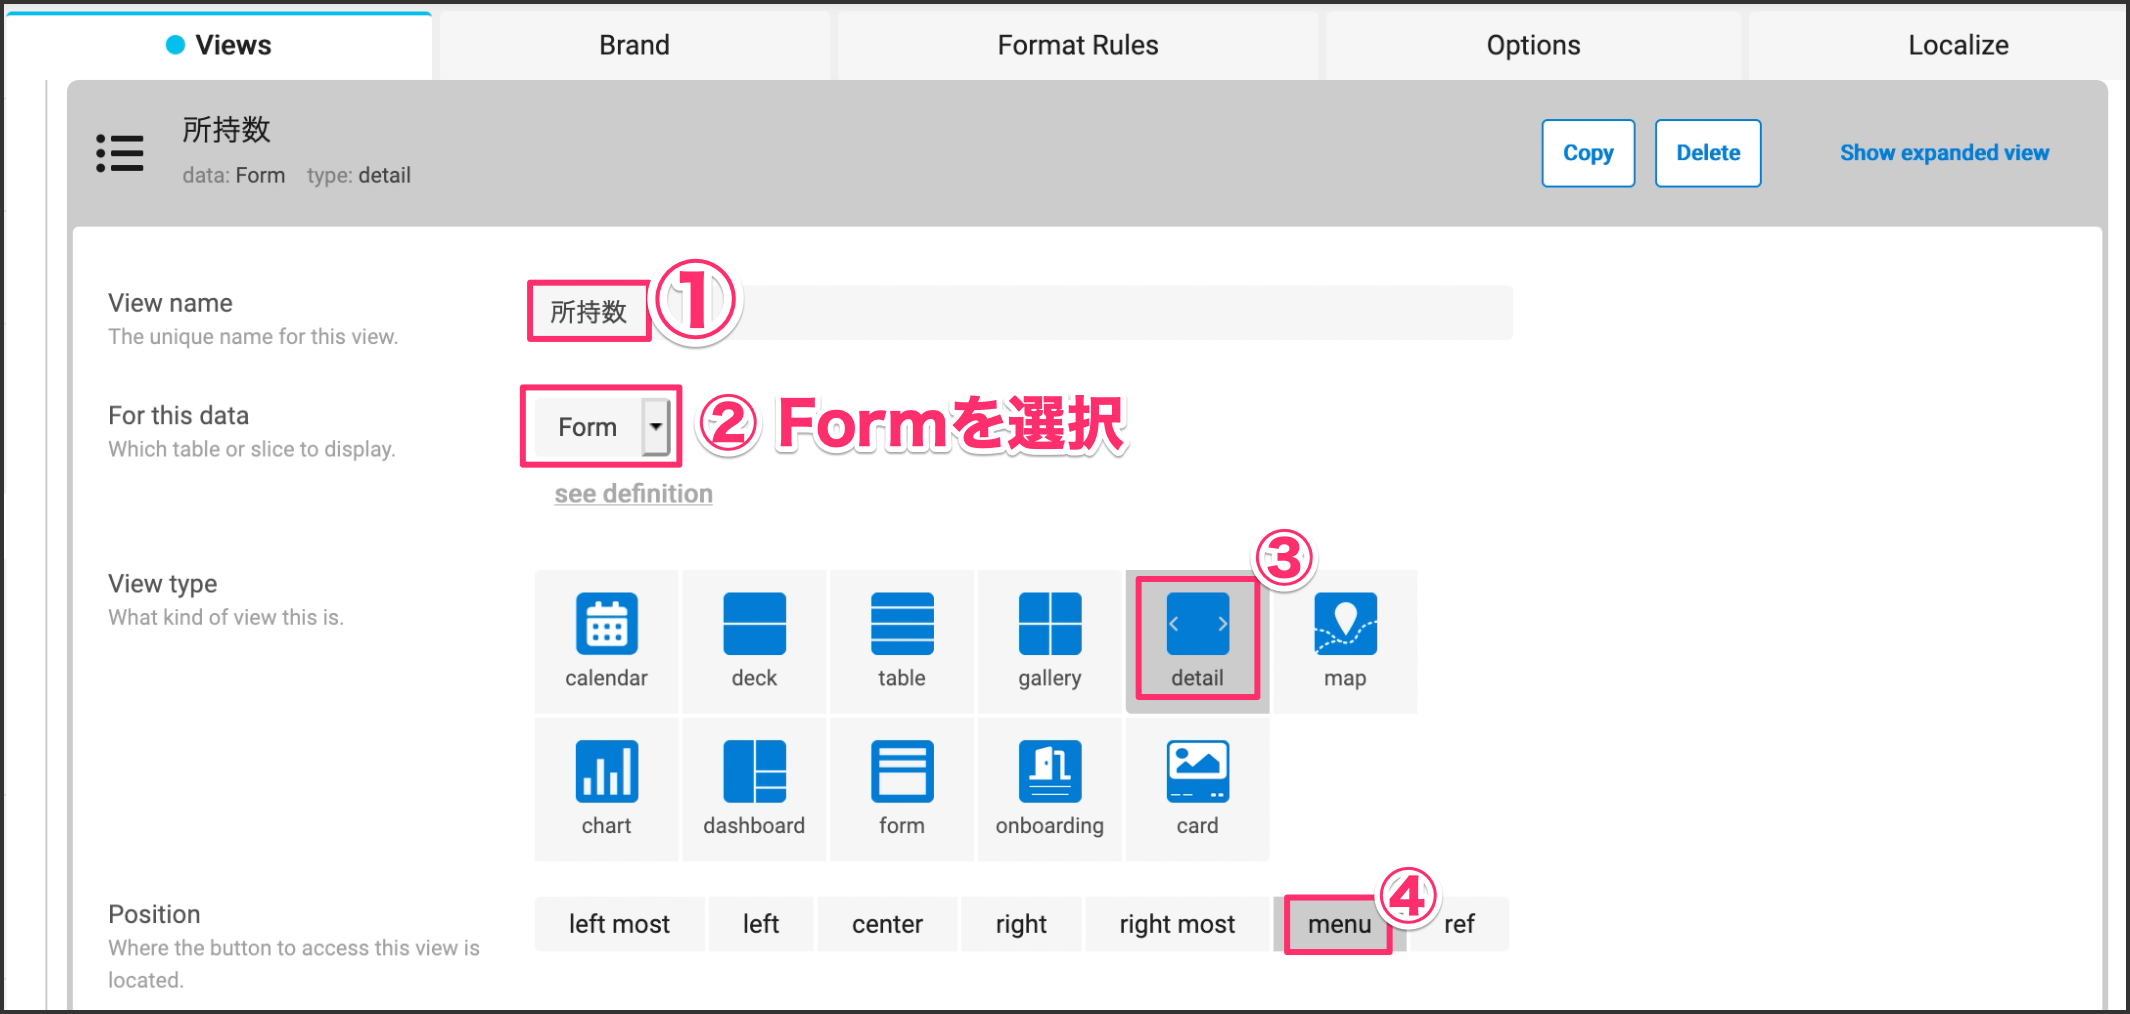 Views Brand Format Rules Options Localize
所持数
data: Form type: detail
Copy Delete Show expanded view
View name
The unique name for this view.
所持数 ①
For this data
Which table or slice to display.
Form ② Formを選択
see definition
View type
What kind of view this is.
③
calendar deck table gallery detail map
chart dashboard form onboarding card
Position
Where the button to access this view is
located.
left most left center right right most menu ④ ref